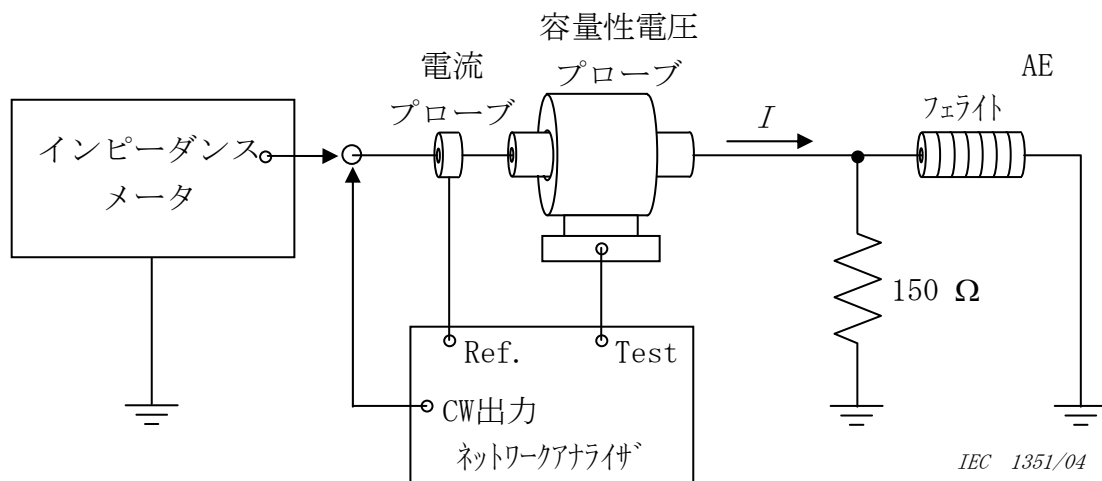 容量性電圧
プローブ
電流
プローブ
AE
フェライト
I
インピーダンス
メータ
150 Ω
Ref.
Test
CW出力
ネットワークアナライザ
IEC 1351/04